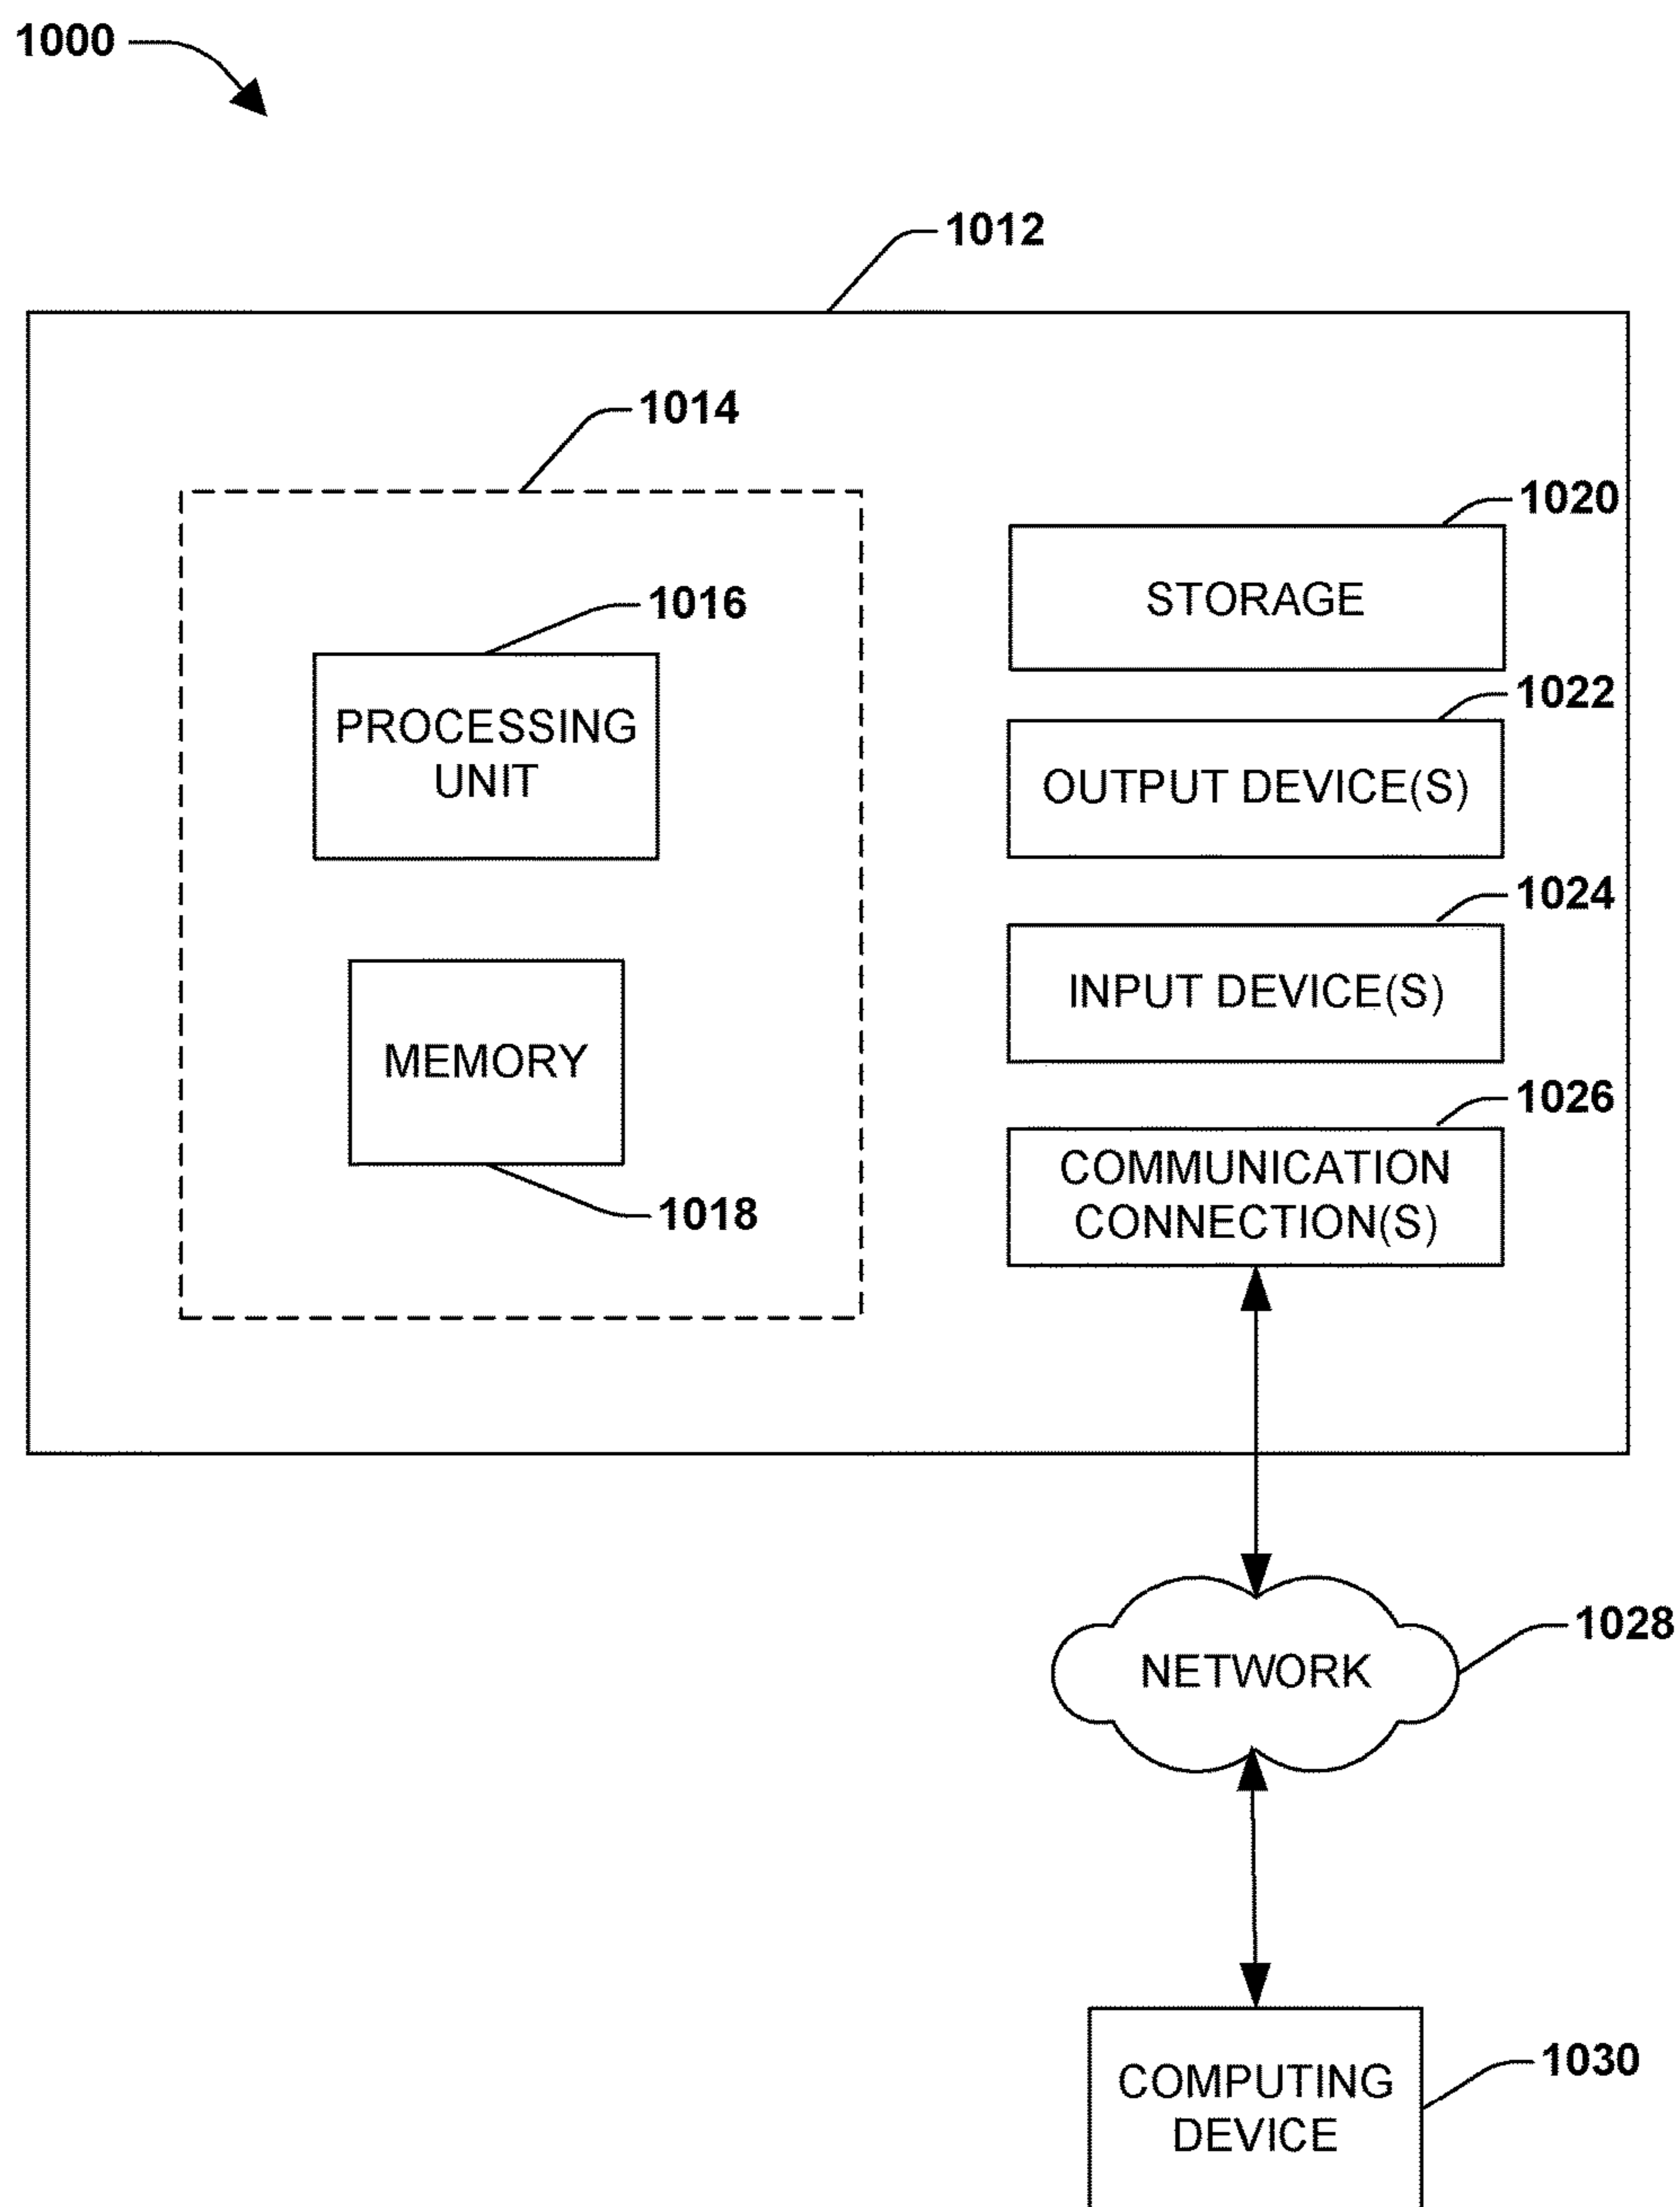 1000
1012
1014
1020
STORAGE
1016
PROCESSING
UNIT
1022
OUTPUT DEVICE(S)
1024
INPUT DEVICE(S)
MEMORY
1018
1026
COMMUNICATION
CONNECTION(S)
1028
NETWORK
1030
COMPUTING
DEVICE